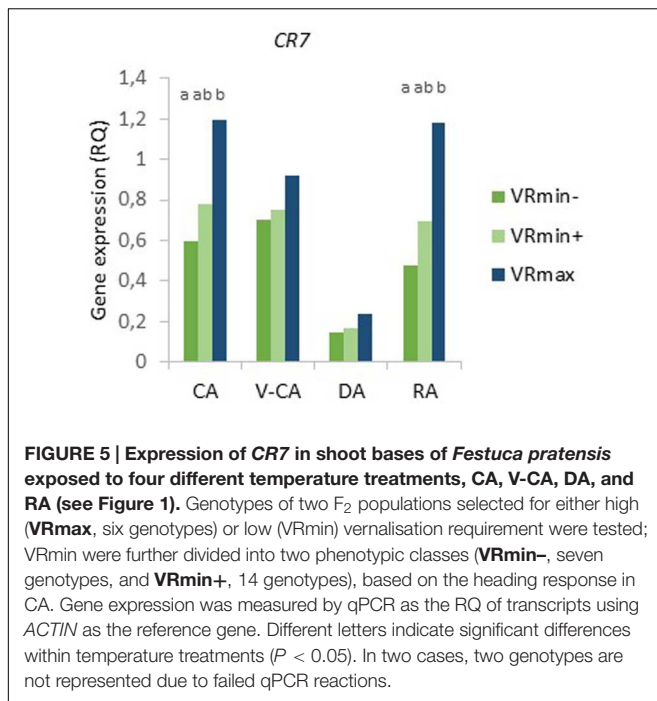 CR7
1,4
1,2
1
0,8
0,6
0,4
0,2
0
Gene expression (RQ)
a ab b
a ab b
CA
V-CA
DA
RA
VRmin-
VRmin+
VRmax
FIGURE 5 | Expression of CR7 in shoot bases of Festuca pratensis
exposed to four different temperature treatments, CA, V-CA, DA, and
RA (see Figure 1). Genotypes of two F₂ populations selected for either high
(VRmax, six genotypes) or low (VRmin) vernalisation requirement were tested;
VRmin were further divided into two phenotypic classes (VRmin–, seven
genotypes, and VRmin+, 14 genotypes), based on the heading response in
CA. Gene expression was measured by qPCR as the RQ of transcripts using
ACTIN as the reference gene. Different letters indicate significant differences
within temperature treatments (P < 0.05). In two cases, two genotypes are
not represented due to failed qPCR reactions.